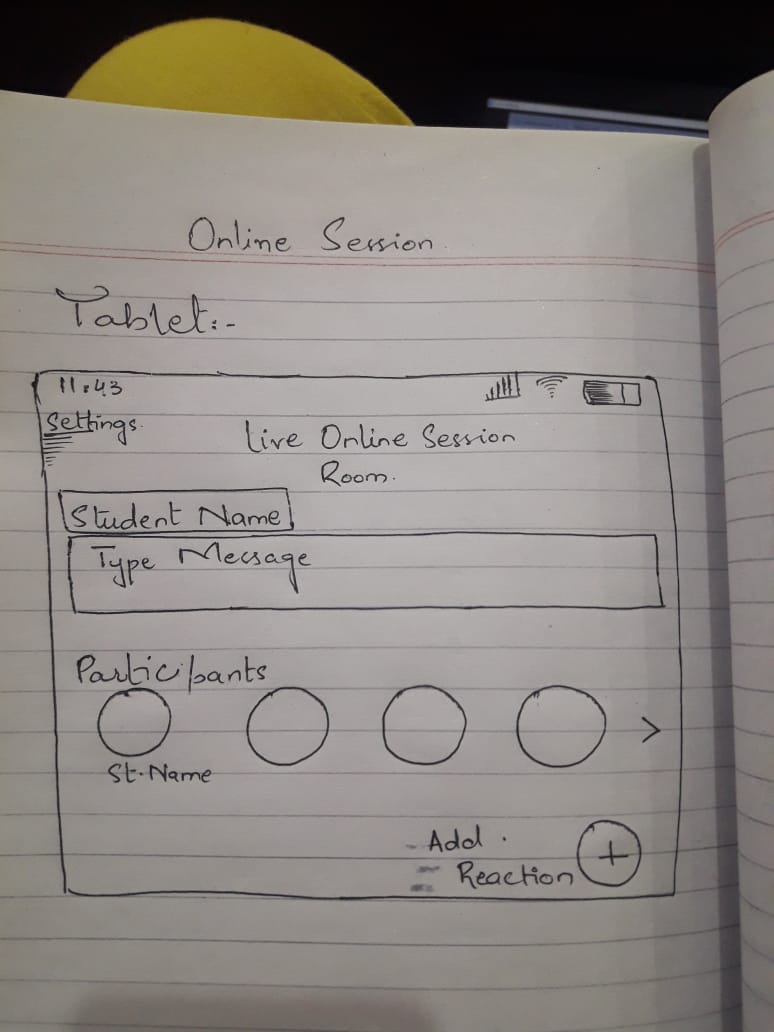 Online Session
Tablet:-
11:43
Settings
Live Online Session
Room.
Student Name
Type Message
Participants
St. Name
Add
Reaction